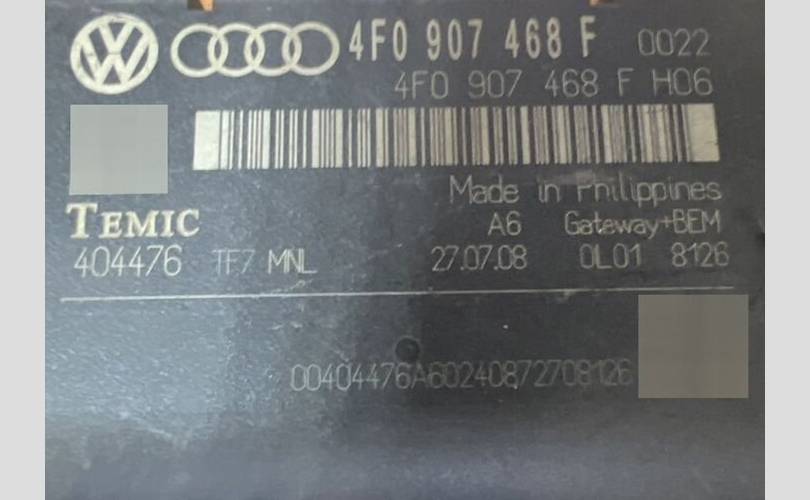 4F0 907 468 F 0022
4F0 907 468 F H06
Made in Philippines
TEMIC A6 Gateway+BEM
404476 TF7 MNL 27.07.08 0L01 8126
00404476A60240872708126